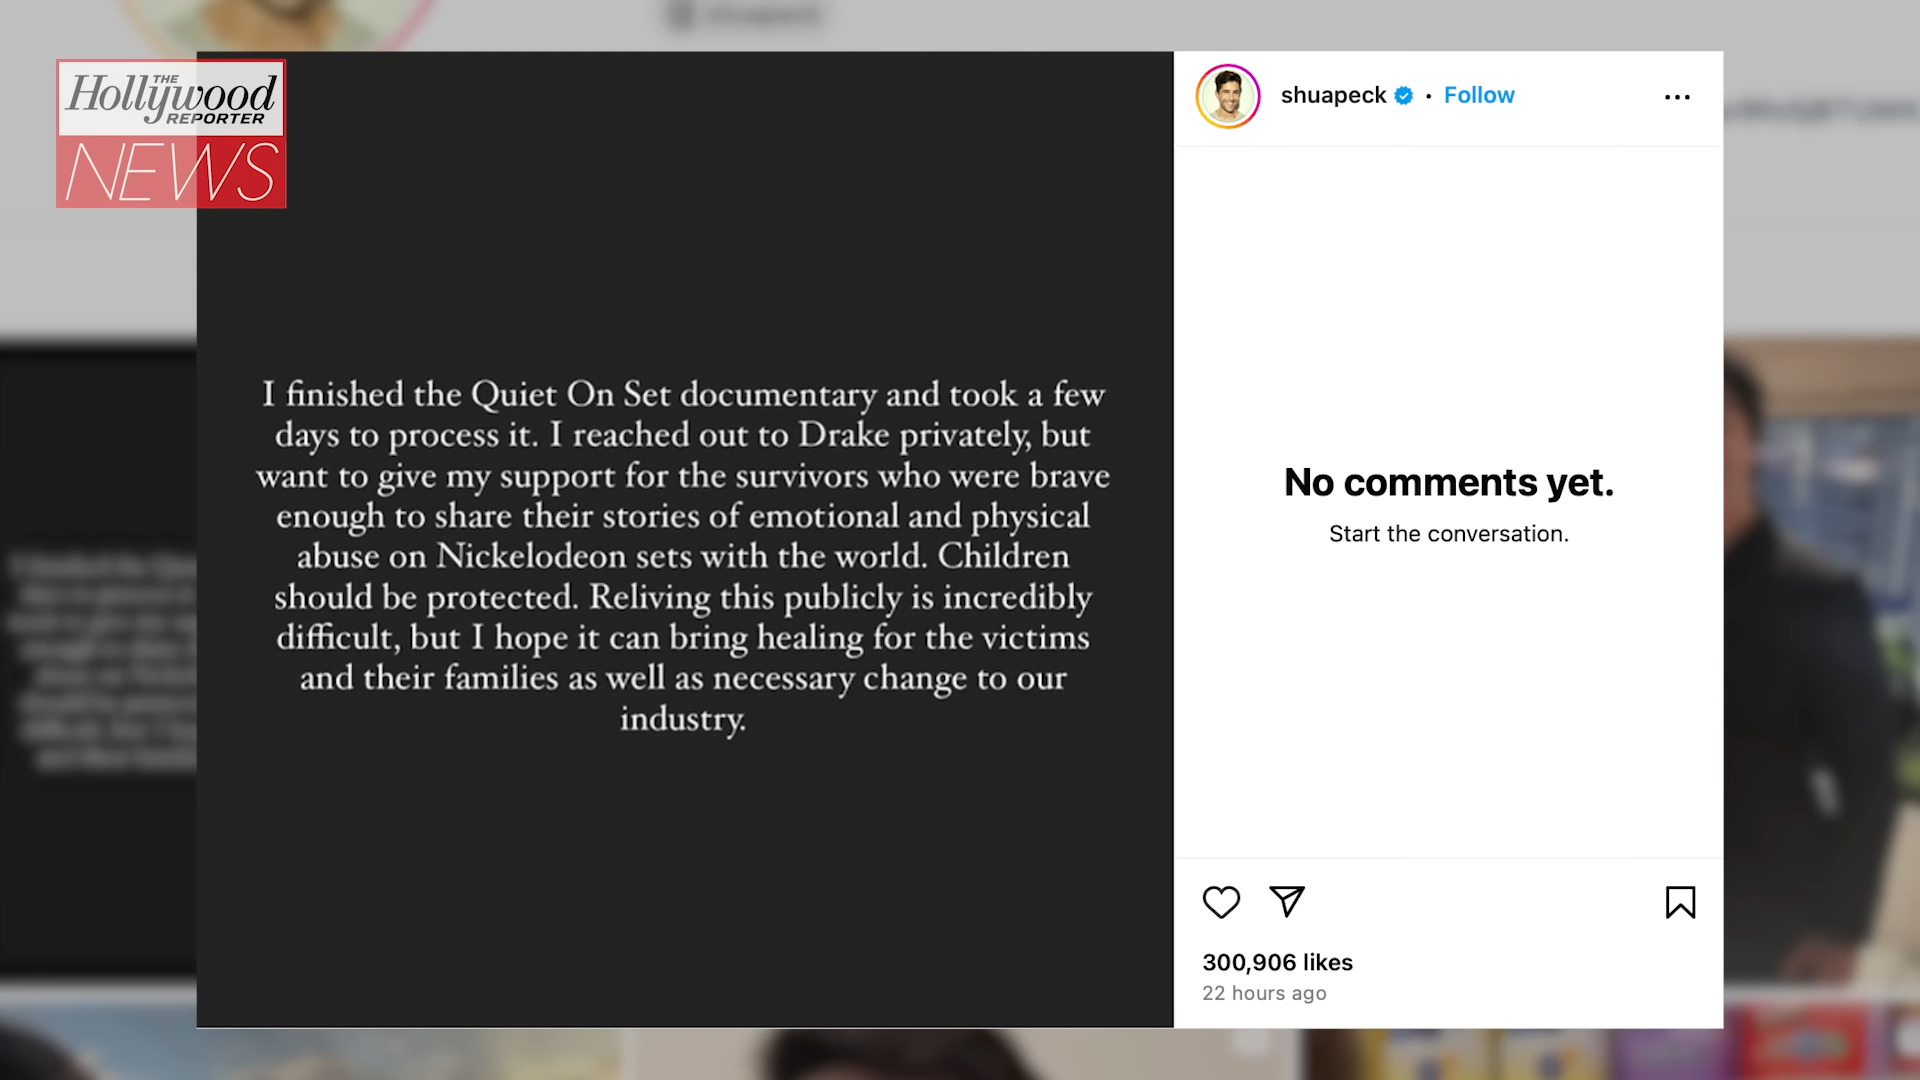 THE
Hollywood
REPORTER
NEWS
I finished the Quiet On Set documentary and took a few
days to process it. I reached out to Drake privately, but
want to give my support for the survivors who were brave
enough to share their stories of emotional and physical
abuse on Nickelodeon sets with the world. Children
should be protected. Reliving this publicly is incredibly
difficult, but I hope it can bring healing for the victims
and their families as well as necessary change to our
industry.
shuapeck • Follow
No comments yet.
Start the conversation.
300,906 likes
22 hours ago